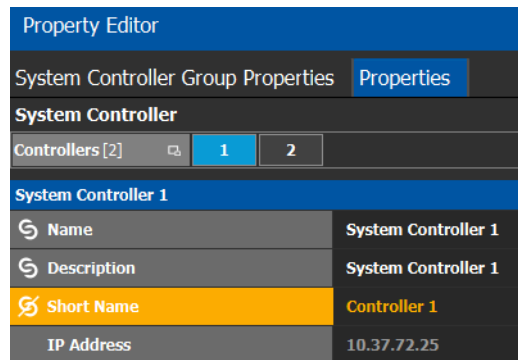 Property Editor
System Controller Group Properties Properties
System Controller
Controllers [2] 1 2
System Controller 1
Name System Controller 1
Description System Controller 1
Short Name Controller 1
IP Address 10.37.72.25